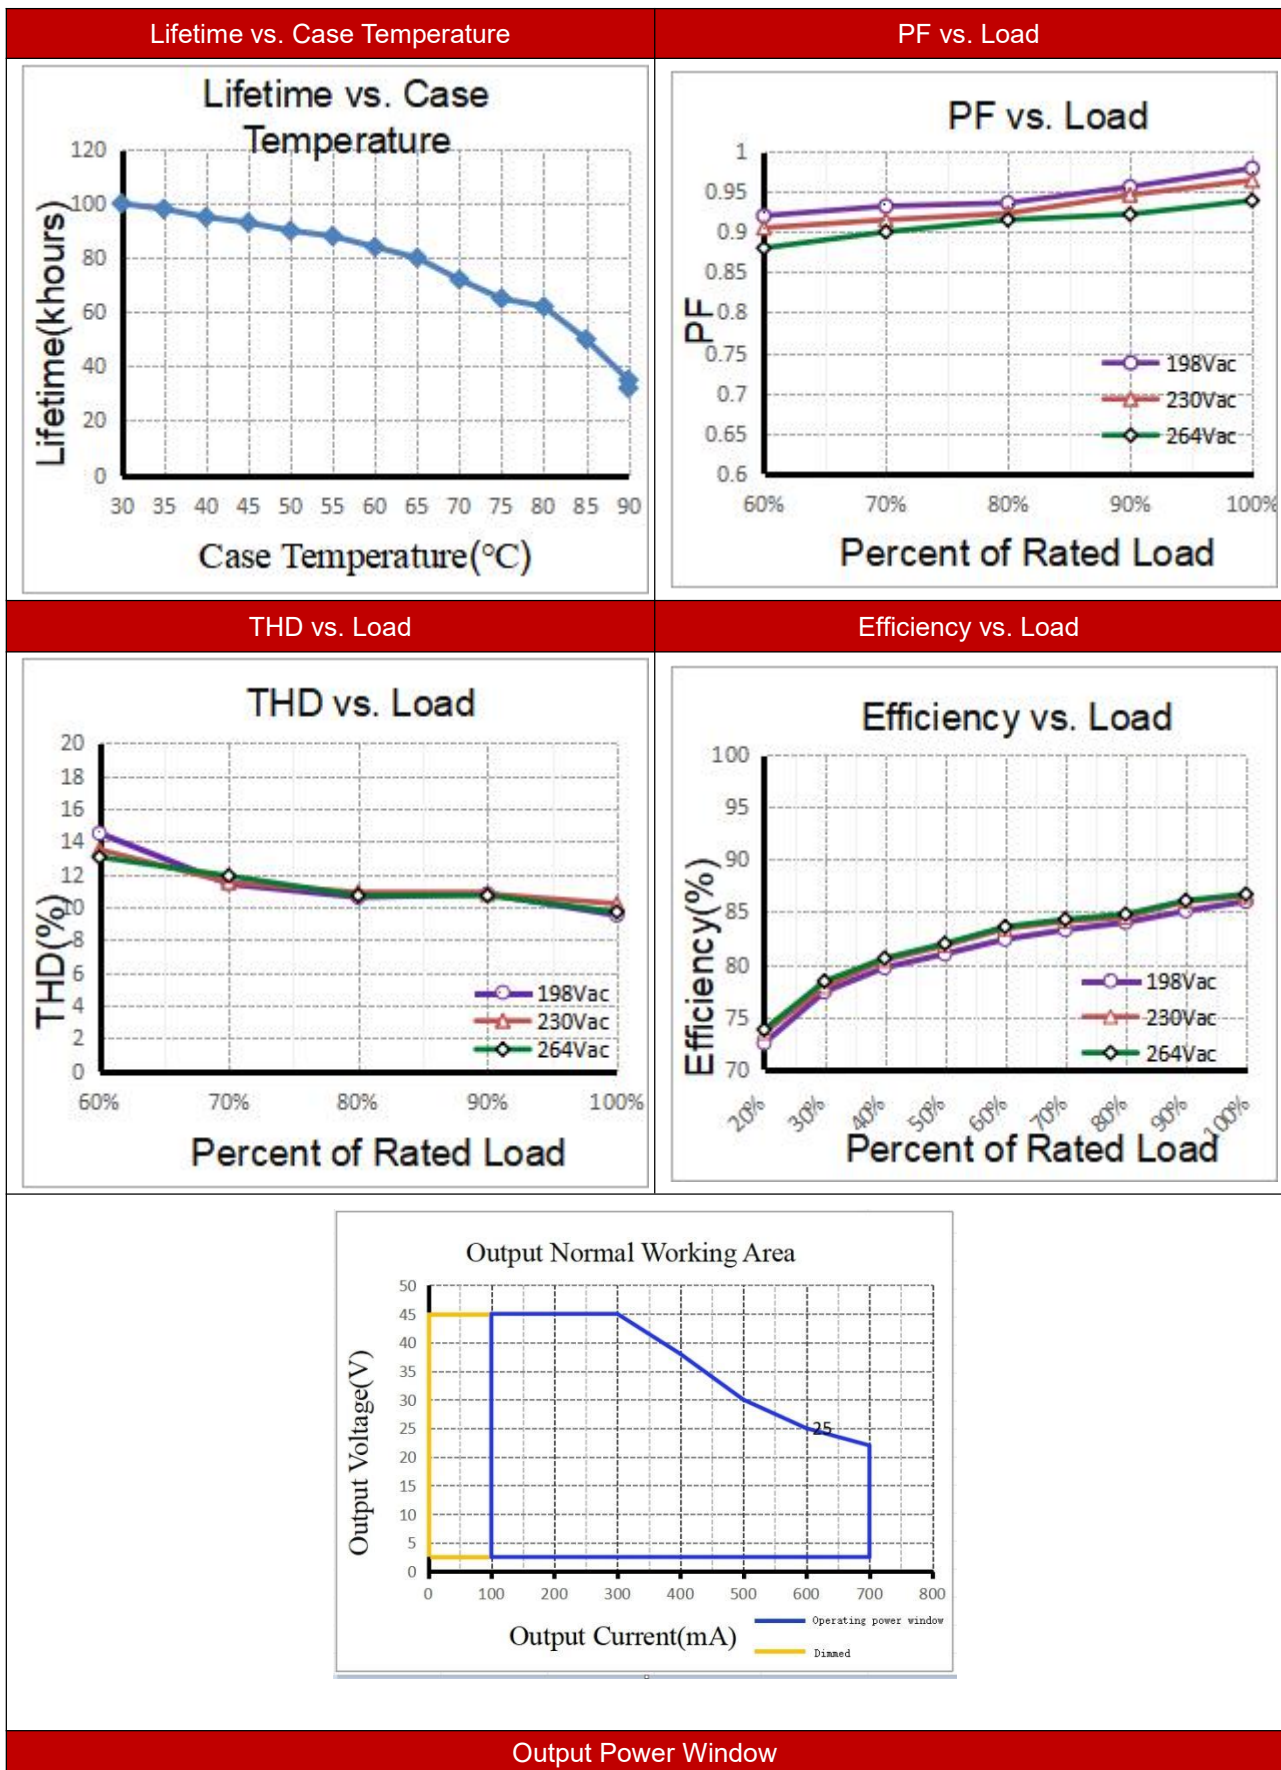 Lifetime vs. Case Temperature
PF vs. Load
Lifetime vs. Case
Temperature
120
100
80
60
40
20
0
Lifetime(khours)
30 35 40 45 50 55 60 65 70 75 80 85 90
Case Temperature(°C)
PF vs. Load
1
0.95
0.9
0.85
0.8
0.75
0.7
0.65
0.6
PF
198Vac
230Vac
264Vac
60% 70% 80% 90% 100%
Percent of Rated Load
THD vs. Load
Efficiency vs. Load
THD vs. Load
20
18
16
14
12
10
8
6
4
2
0
THD(%)
198Vac
230Vac
264Vac
60% 70% 80% 90% 100%
Percent of Rated Load
Efficiency vs. Load
100
95
90
85
80
75
70
Efficiency(%)
198Vac
230Vac
264Vac
20% 30% 40% 50% 60% 70% 80% 90% 100%
Percent of Rated Load
Output Normal Working Area
50
45
40
35
30
25
20
15
10
5
0
Output Voltage(V)
25
0 100 200 300 400 500 600 700 800
Output Current(mA)
Operating power window
Dimmed
Output Power Window